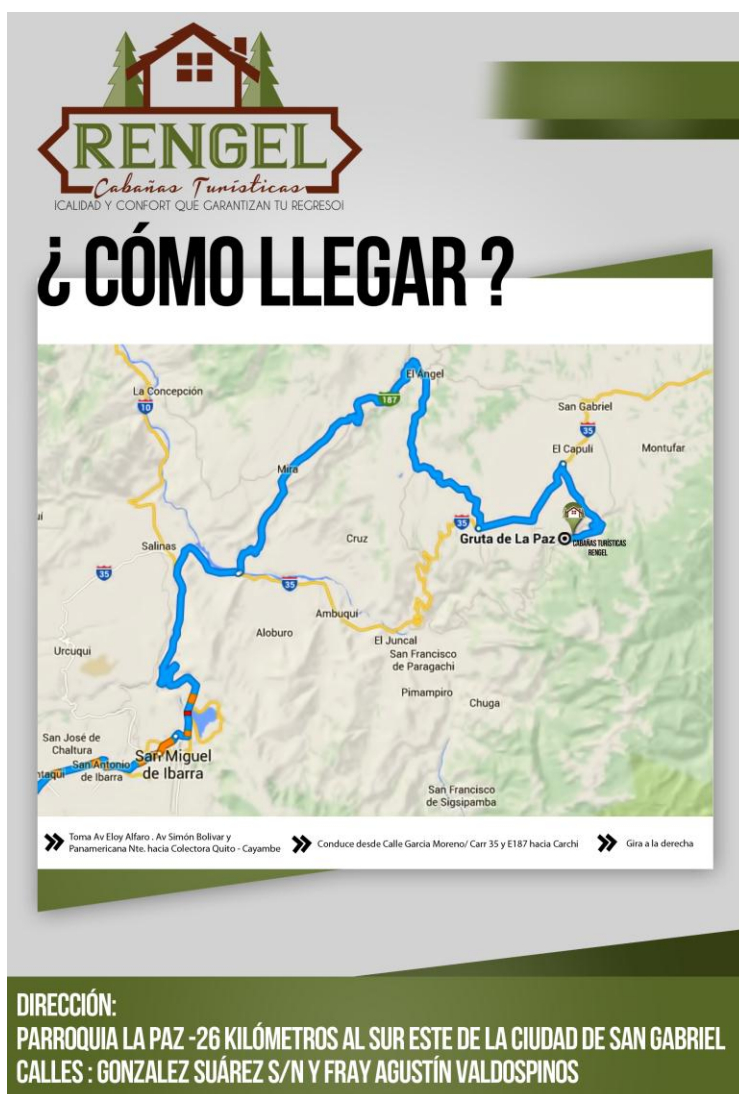 RENGEL
Cabañas Turísticas
¡CALIDAD Y CONFORT QUE GARANTIZAN TU REGRESO!
¿ CÓMO LLEGAR ?
El Angel
La Concepción
10
187
San Gabriel
35
El Capulí
Montufar
Mira
35
Gruta de La Paz
CABAÑAS TURÍSTICAS
RENGEL
Cruz
Salinas
35
35
Ambuquí
Aloburo
El Juncal
San Francisco
de Paragachi
Urcuqui
Pimampiro
Chuga
San José de
Chaltura
San Antonio
de Ibarra
San Miguel
de Ibarra
ntaqui
San Francisco
de Sigsipamba
Toma Av Eloy Alfaro . Av Simón Bolivar y
Panamericana Nte. hacia Colectora Quito - Cayambe
Conduce desde Calle Garcia Moreno/ Carr 35 y E187 hacia Carchi
Gira a la derecha
DIRECCIÓN:
PARROQUIA LA PAZ -26 KILÓMETROS AL SUR ESTE DE LA CIUDAD DE SAN GABRIEL
CALLES : GONZALEZ SUÁREZ S/N Y FRAY AGUSTÍN VALDOSPINOS